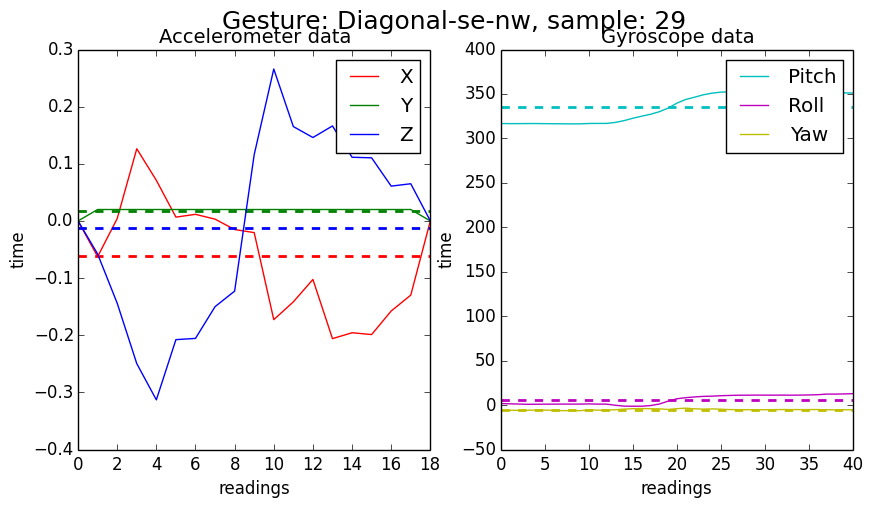 Gesture: Diagonal-se-nw, sample: 29
Accelerometer data
Gyroscope data
0.3
0.2
0.1
0.0
−0.1
−0.2
−0.3
−0.4
time
0 2 4 6 8 10 12 14 16 18
readings
X
Y
Z
400
350
300
250
200
150
100
50
0
−50
time
0 5 10 15 20 25 30 35 40
readings
Pitch
Roll
Yaw